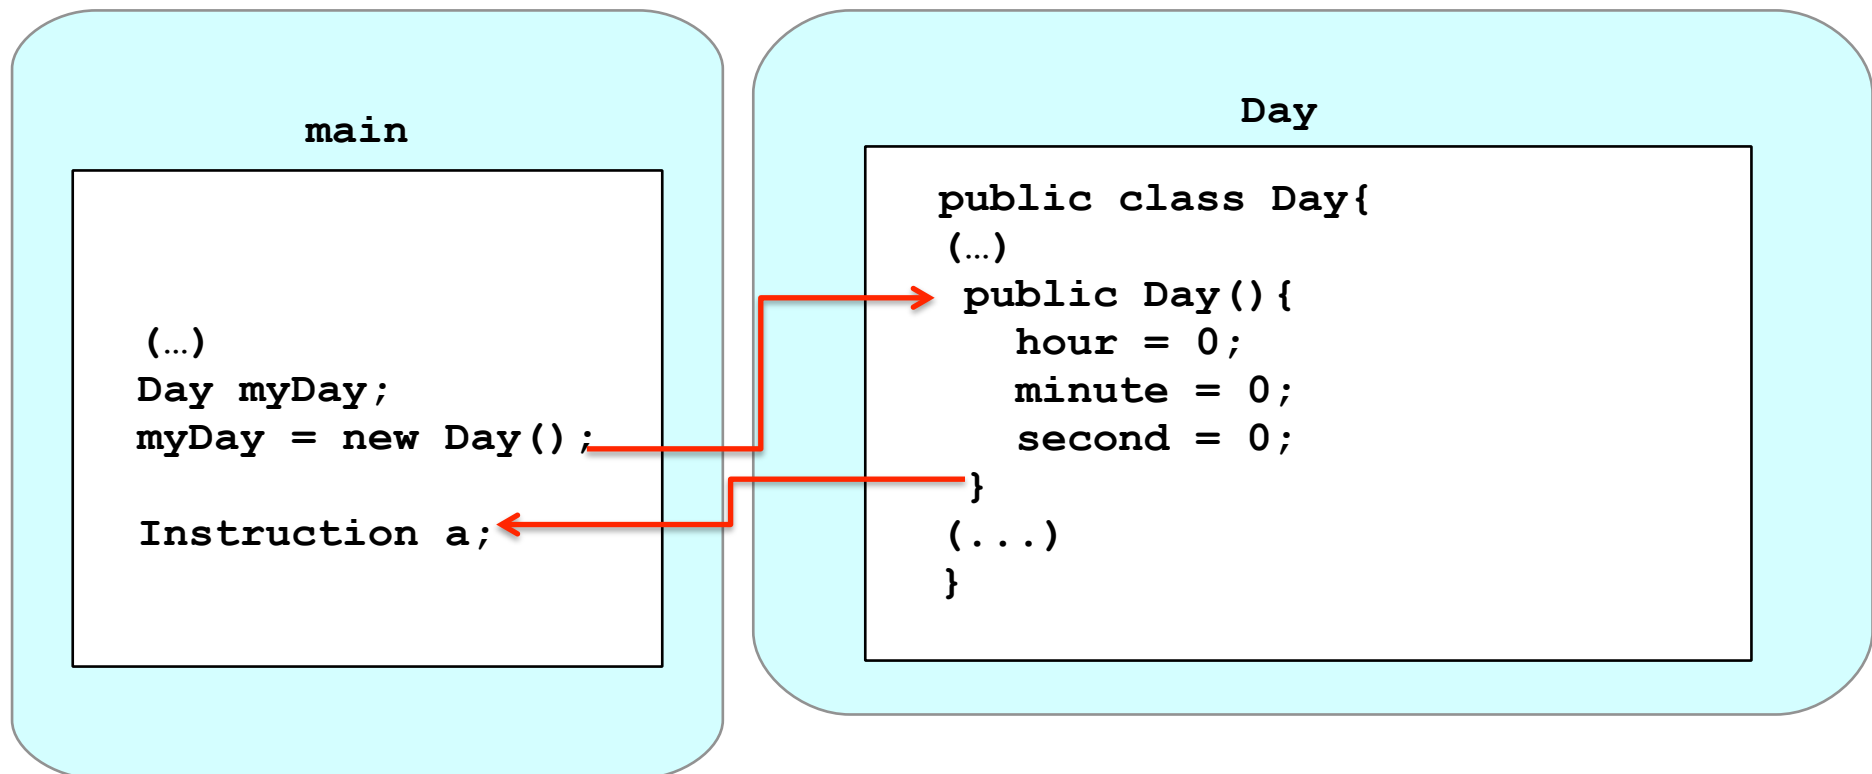 main
(…)
Day myDay;
myDay = new Day();
Instruction a;
Day
public class Day{
(…)
public Day(){
hour = 0;
minute = 0;
second = 0;
}
(...)
}